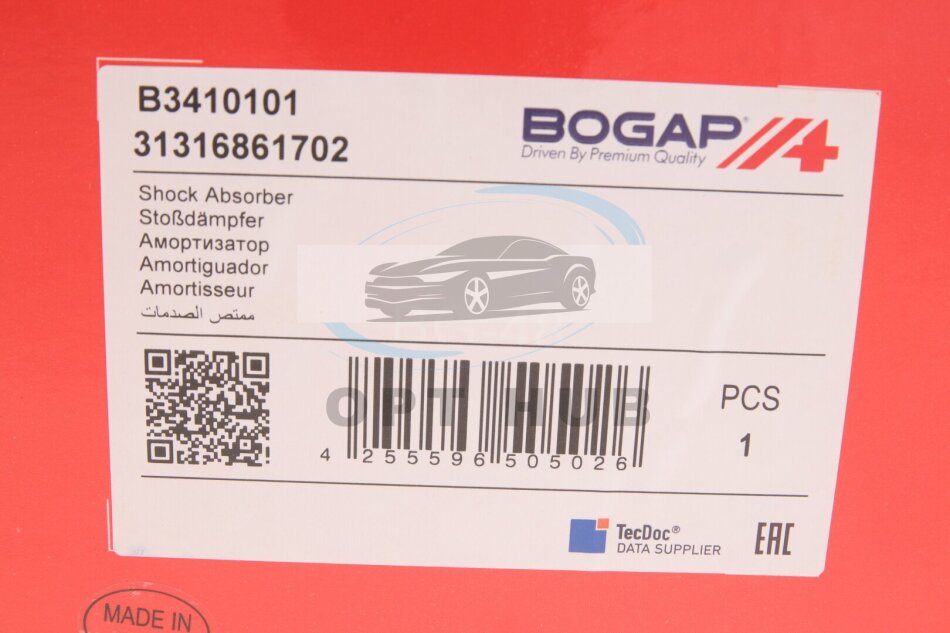 B3410101
31316861702
BOGAP®
Driven By Premium Quality
Shock Absorber
Stoßdämpfer
Амортизатор
Amortiguador
Amortisseur
ممتص الصدمات
OPT HUB
4 255596 505026
PCS
1
TecDoc®
DATA SUPPLIER
EAC
MADE IN